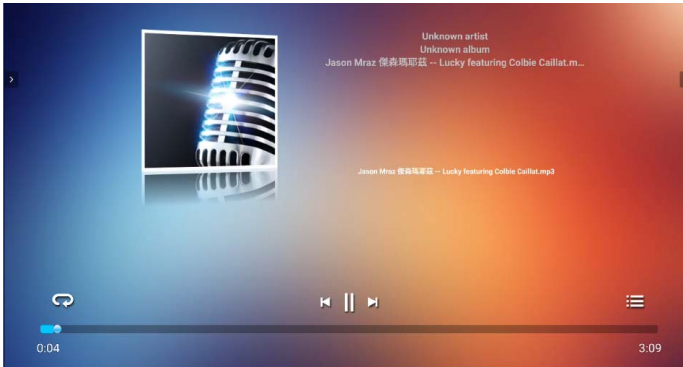 Unknown artist
Unknown album
Jason Mraz 傑森瑪耶茲 -- Lucky featuring Colbie Cailiat.m...
Jason Mraz 傑森瑪耶茲 -- Lucky featuring Colbie Caillat.mp3
0:04
3:09